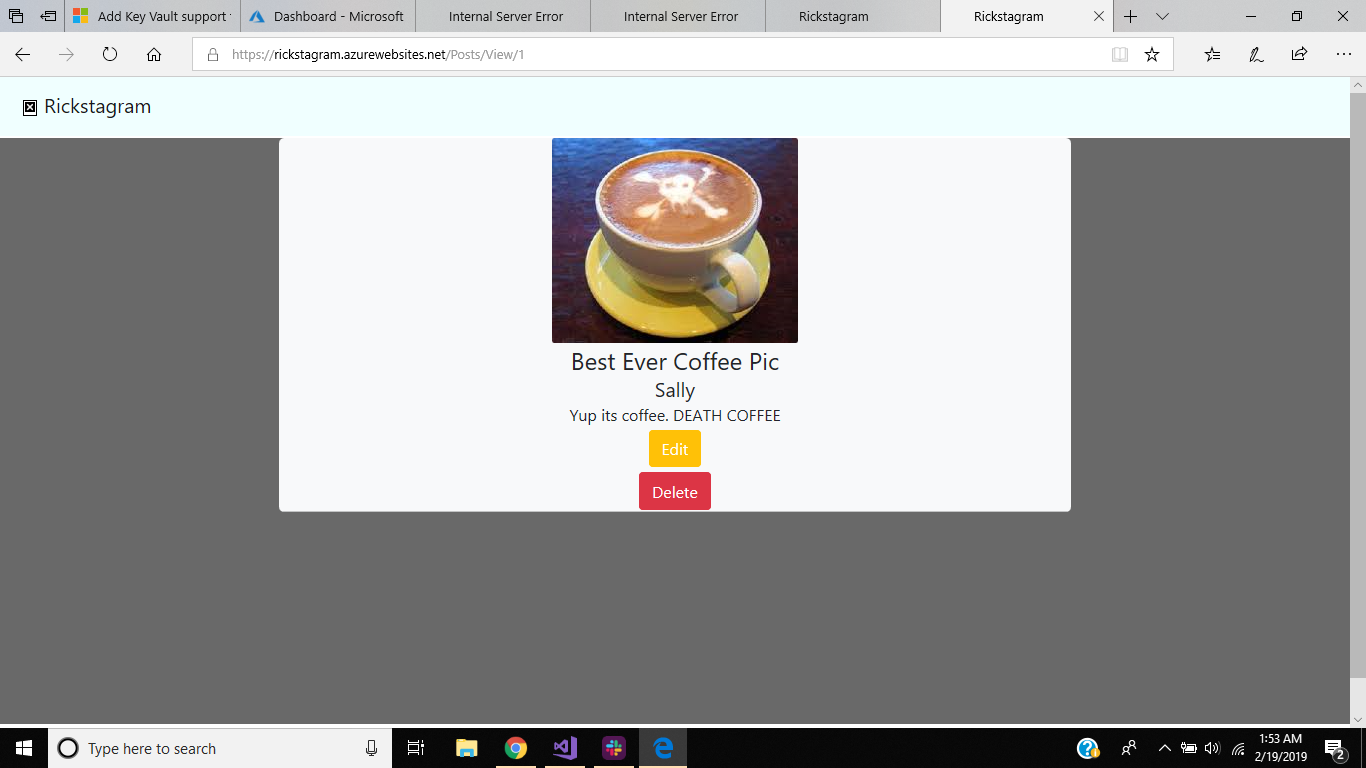 Add Key Vault support
Dashboard - Microsoft
Internal Server Error
Internal Server Error
Rickstagram
Rickstagram
https://rickstagram.azurewebsites.net/Posts/View/1
Rickstagram
Best Ever Coffee Pic
Sally
Yup its coffee. DEATH COFFEE
Edit
Delete
Type here to search
1:53 AM
2/19/2019
2